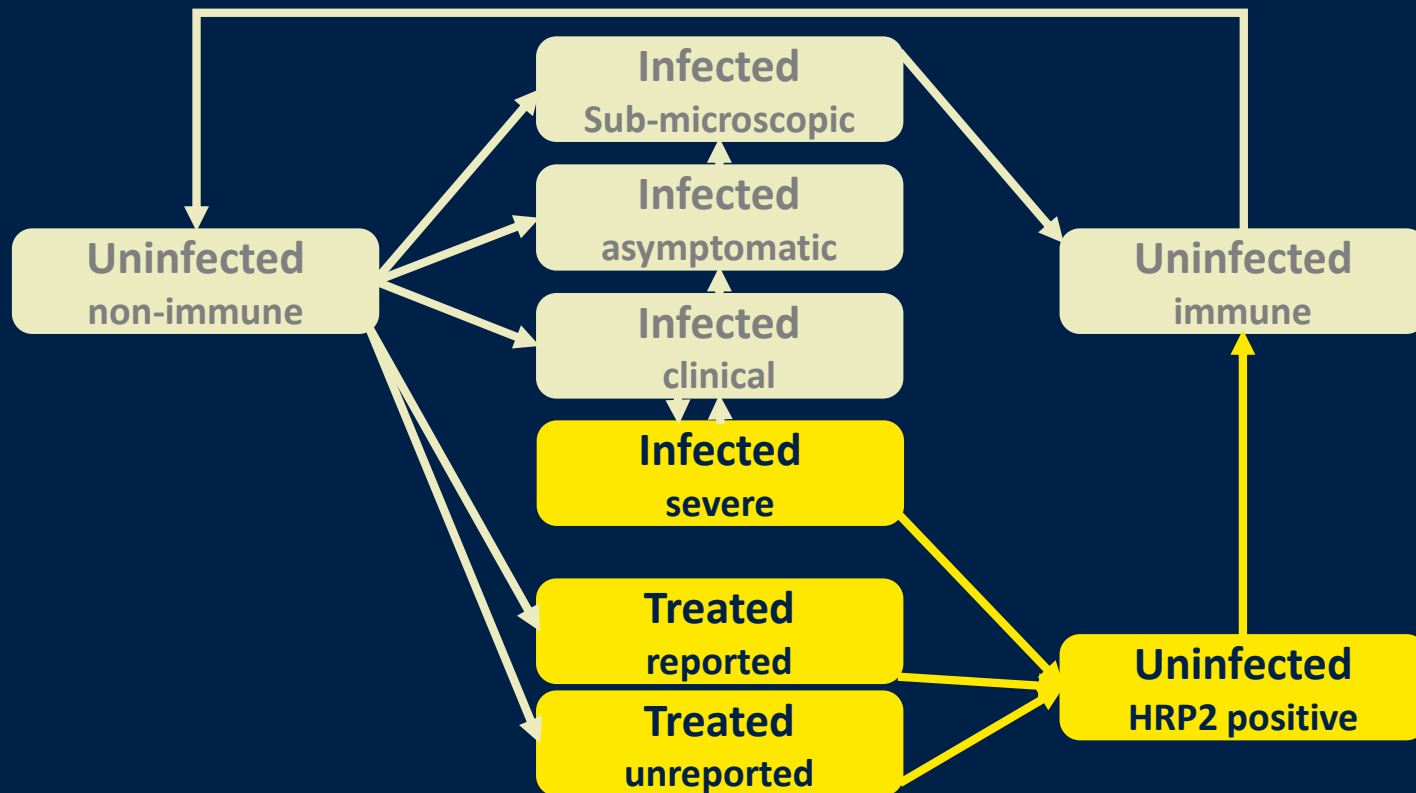 Infected
Sub-microscopic
Infected
asymptomatic
Uninfected
non-immune
Uninfected
immune
Infected
clinical
Infected
severe
Treated
reported
Uninfected
HRP2 positive
Treated
unreported